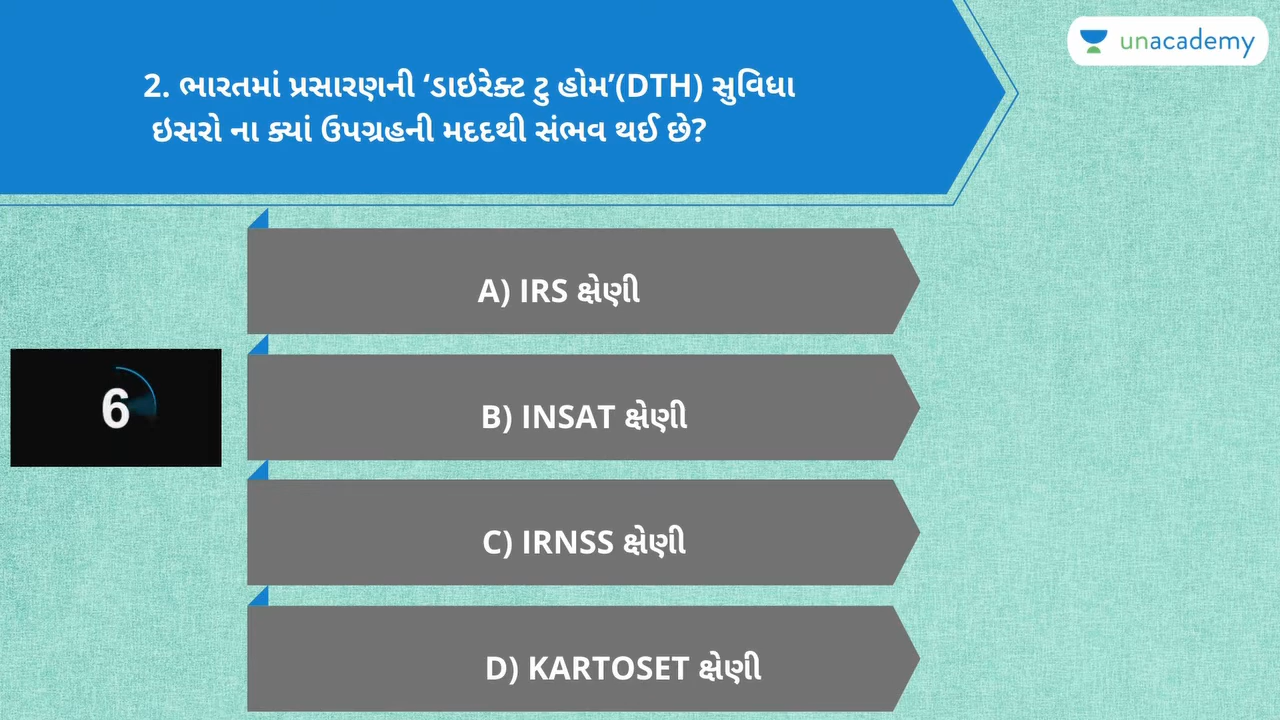 unacademy
2. ભારતમાં પ્રસારણની ‘ડાઇરેક્ટ ટુ હોમ’(DTH) સુવિધા
ઇસરો ના ક્યાં ઉપગ્રહની મદદથી સંભવ થઈ છે?
A) IRS ક્ષેણી
B) INSAT ક્ષેણી
6
C) IRNSS ક્ષેણી
D) KARTOSET ક્ષેણી